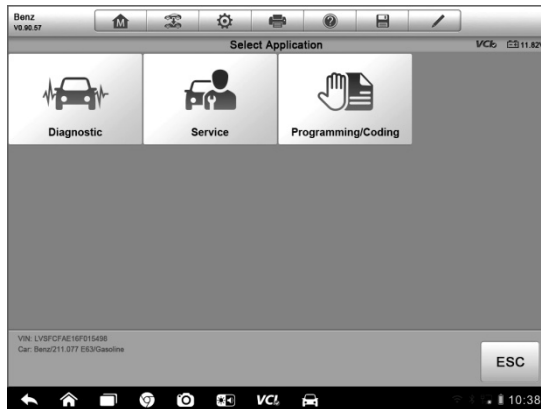 Benz
V0.90.57
M
Select Application
VCI 11.82V
Diagnostic
Service
Programming/Coding
VIN: LVSFCFAE16F015498
Car: Benz/211.077 E63/Gasoline
ESC
VCI
10:38